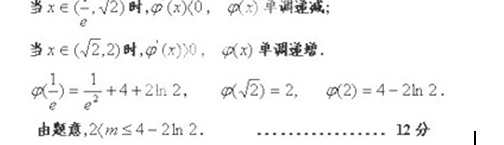 当 x ∈ (1/e, √2) 时, φ'(x)⟨0, φ(x) 单调递减;
当 x ∈ (√2,2) 时, φ'(x)⟩0, φ(x) 单调递增.
φ(1/e) = 1/e² + 4 + 2ln 2, φ(√2) = 2, φ(2) = 4 − 2ln 2.
由题意, 2⟨m ≤ 4 − 2ln 2. ................ 12 分